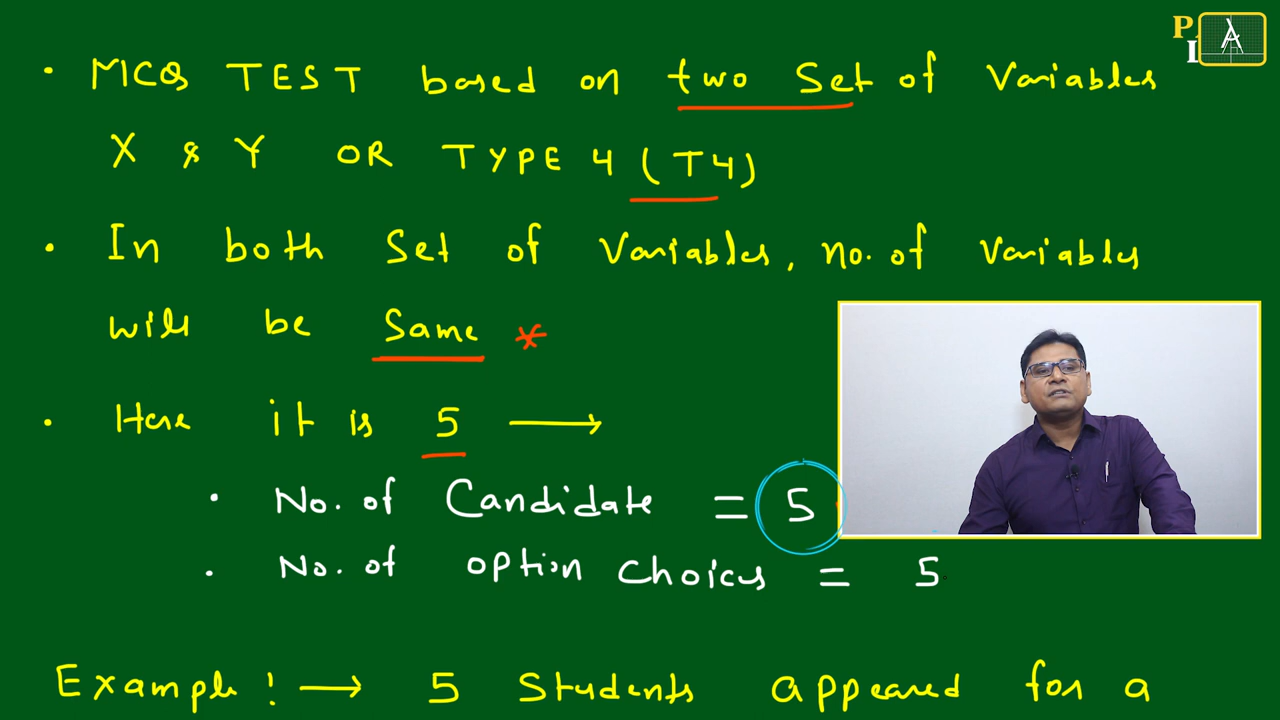 • MCQ TEST based on two Set of Variables
X & Y OR TYPE 4 (T4)
• In both Set of Variables, no. of Variables
will be Same *
• Here it is 5 ⟶
• No. of Candidate = 5
• No. of option Choices = 5
Example! ⟶ 5 Students appeared for a